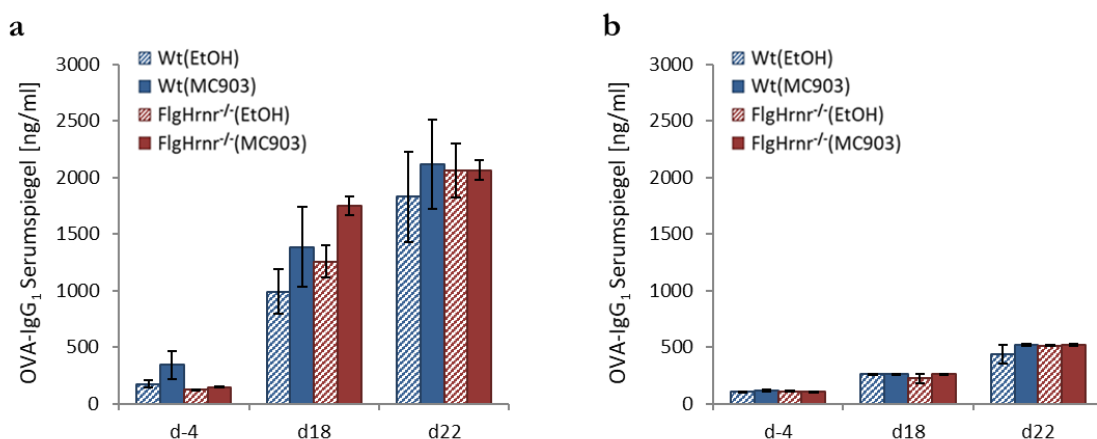 a
Wt(EtOH)
Wt(MC903)
FlgHrnr-/-(EtOH)
FlgHrnr-/-(MC903)
OVA-IgG1 Serumspiegel [ng/ml]
3000
2500
2000
1500
1000
500
0
d-4 d18 d22
b
Wt(EtOH)
Wt(MC903)
FlgHrnr-/-(EtOH)
FlgHrnr-/-(MC903)
OVA-IgG1 Serumspiegel [ng/ml]
3000
2500
2000
1500
1000
500
0
d-4 d18 d22